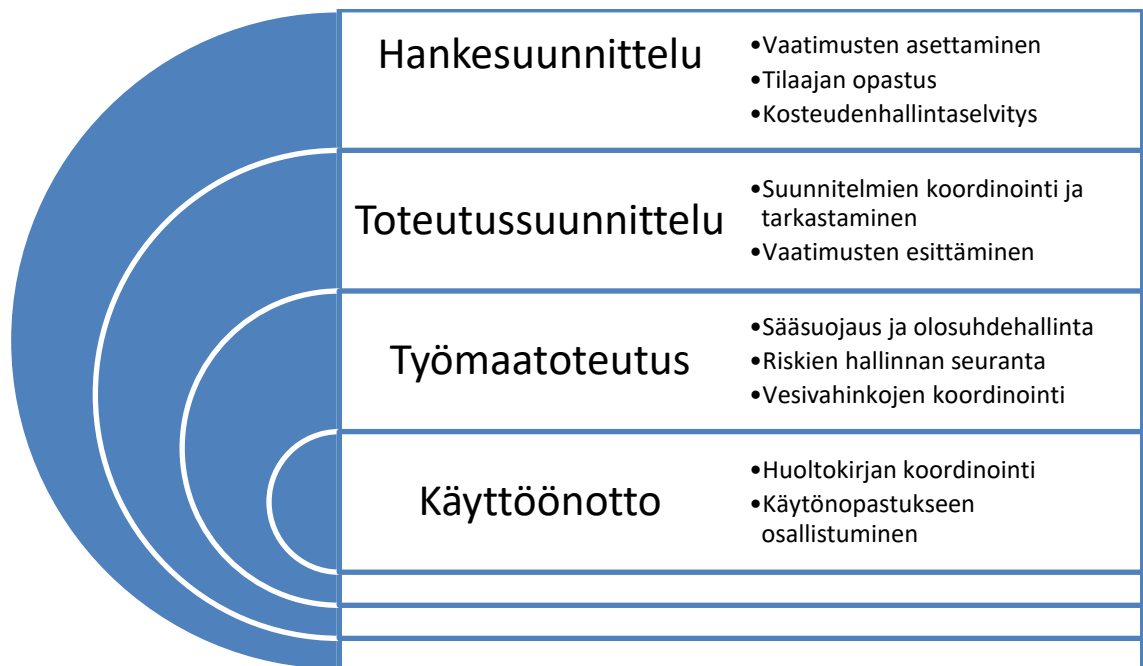 Hankesuunnittelu
•Vaatimusten asettaminen
•Tilaajan opastus
•Kosteudenhallintaselvitys
Toteutussuunnittelu
•Suunnitelmien koordinointi ja
tarkastaminen
•Vaatimusten esittäminen
Työmaatoteutus
•Sääsuojaus ja olosuhdehallinta
•Riskien hallinnan seuranta
•Vesivahinkojen koordinointi
Käyttöönotto
•Huoltokirjan koordinointi
•Käytönopastukseen
osallistuminen